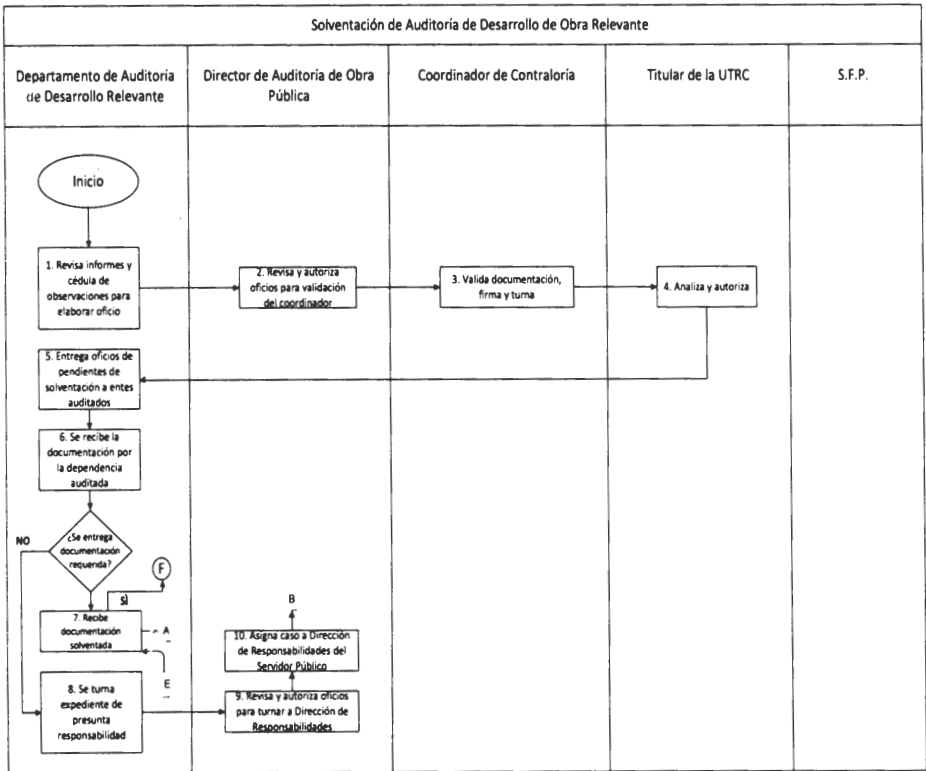 Solventación de Auditoría de Desarrollo de Obra Relevante
Departamento de Auditoría
de Desarrollo Relevante
Director de Auditoría de Obra
Pública
Coordinador de Contraloría
Titular de la UTRC
S.F.P.
Inicio
1. Revisa informes y
cédula de
observaciones para
elaborar oficio
2. Revisa y autoriza
oficios para validación
del coordinador
3. Valida documentación,
firma y turna
4. Analiza y autoriza
5. Entrega oficios de
pendientes de
solventación a entes
auditados
6. Se recibe la
documentación por
la dependencia
auditada
¿Se entrega
documentación
requerida?
NO
SÌ
F
7. Recibe
documentación
solventada
A
E
8. Se turna
expediente de
presunta
responsabilidad
B
10. Asigna caso a Dirección
de Responsabilidades del
Servidor Público
9. Revisa y autoriza oficios
para turnar a Dirección de
Responsabilidades